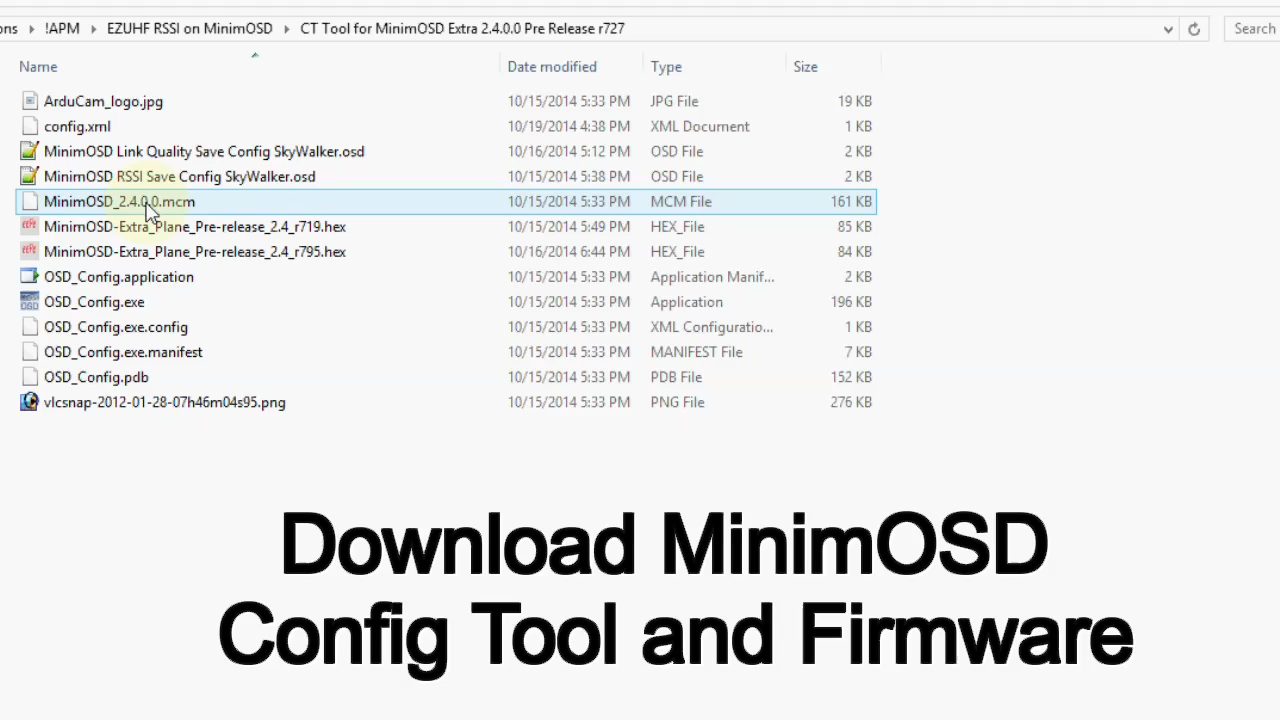 ons › !APM › EZUHF RSSI on MinimOSD › CT Tool for MinimOSD Extra 2.4.0.0 Pre Release r727 Search
Name Date modified Type Size
ArduCam_logo.jpg 10/15/2014 5:33 PM JPG File 19 KB
config.xml 10/19/2014 4:38 PM XML Document 1 KB
MinimOSD Link Quality Save Config SkyWalker.osd 10/16/2014 5:12 PM OSD File 2 KB
MinimOSD RSSI Save Config SkyWalker.osd 10/15/2014 5:38 PM OSD File 2 KB
MinimOSD_2.4.0.0.mcm 10/15/2014 5:33 PM MCM File 161 KB
MinimOSD-Extra_Plane_Pre-release_2.4_r719.hex 10/15/2014 5:49 PM HEX_File 85 KB
MinimOSD-Extra_Plane_Pre-release_2.4_r795.hex 10/16/2014 6:44 PM HEX_File 84 KB
OSD_Config.application 10/15/2014 5:33 PM Application Manif... 2 KB
OSD_Config.exe 10/15/2014 5:33 PM Application 196 KB
OSD_Config.exe.config 10/15/2014 5:33 PM XML Configuratio... 1 KB
OSD_Config.exe.manifest 10/15/2014 5:33 PM MANIFEST File 7 KB
OSD_Config.pdb 10/15/2014 5:33 PM PDB File 152 KB
vlcsnap-2012-01-28-07h46m04s95.png 10/15/2014 5:33 PM PNG File 276 KB
Download MinimOSD
Config Tool and Firmware